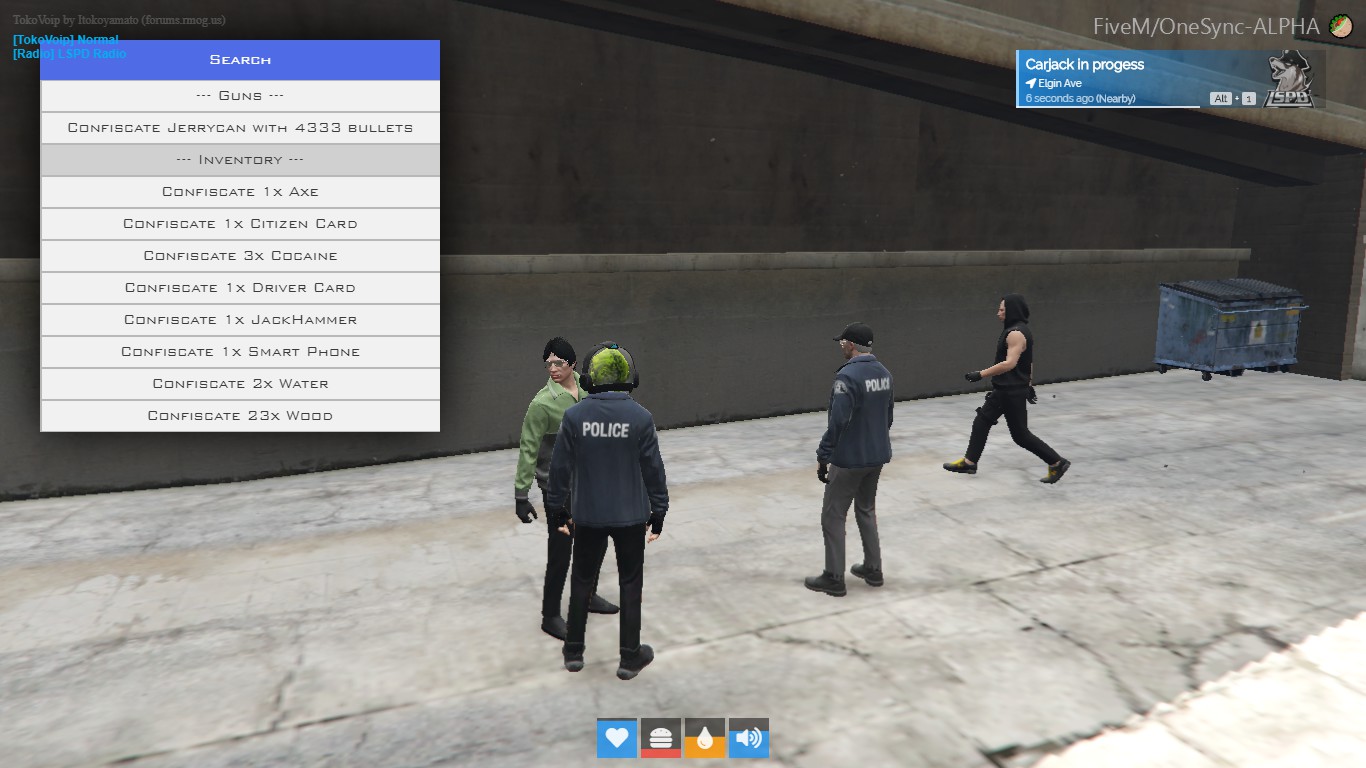 TokoVoip by Itokoyamato (forums.rmog.us)
[TokoVoip] Normal
[Radio] LSPD Radio
Search
--- Guns ---
Confiscate Jerrycan with 4333 bullets
--- Inventory ---
Confiscate 1x Axe
Confiscate 1x Citizen Card
Confiscate 3x Cocaine
Confiscate 1x Driver Card
Confiscate 1x JackHammer
Confiscate 1x Smart Phone
Confiscate 2x Water
Confiscate 23x Wood
FiveM/OneSync-ALPHA
Carjack in progess
Elgin Ave
6 seconds ago (Nearby)
Alt + 1
LSPD
POLICE
POLICE